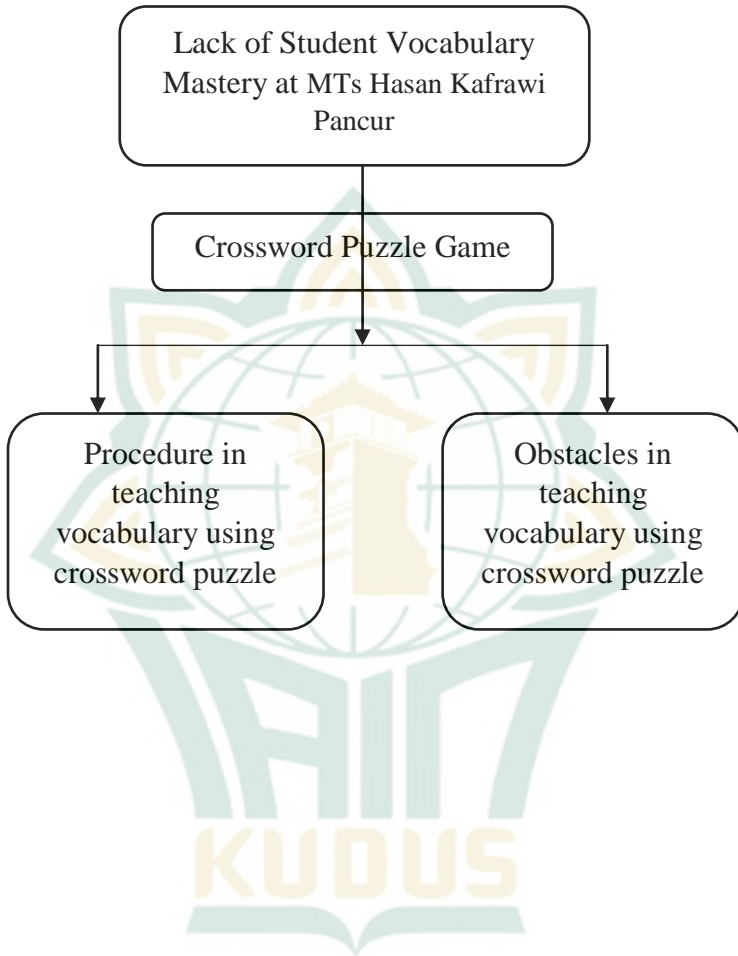 Lack of Student Vocabulary
Mastery at MTs Hasan Kafrawi
Pancur
Crossword Puzzle Game
Procedure in
teaching
vocabulary using
crossword puzzle
Obstacles in
teaching
vocabulary using
crossword puzzle
IAIN
KUDUS